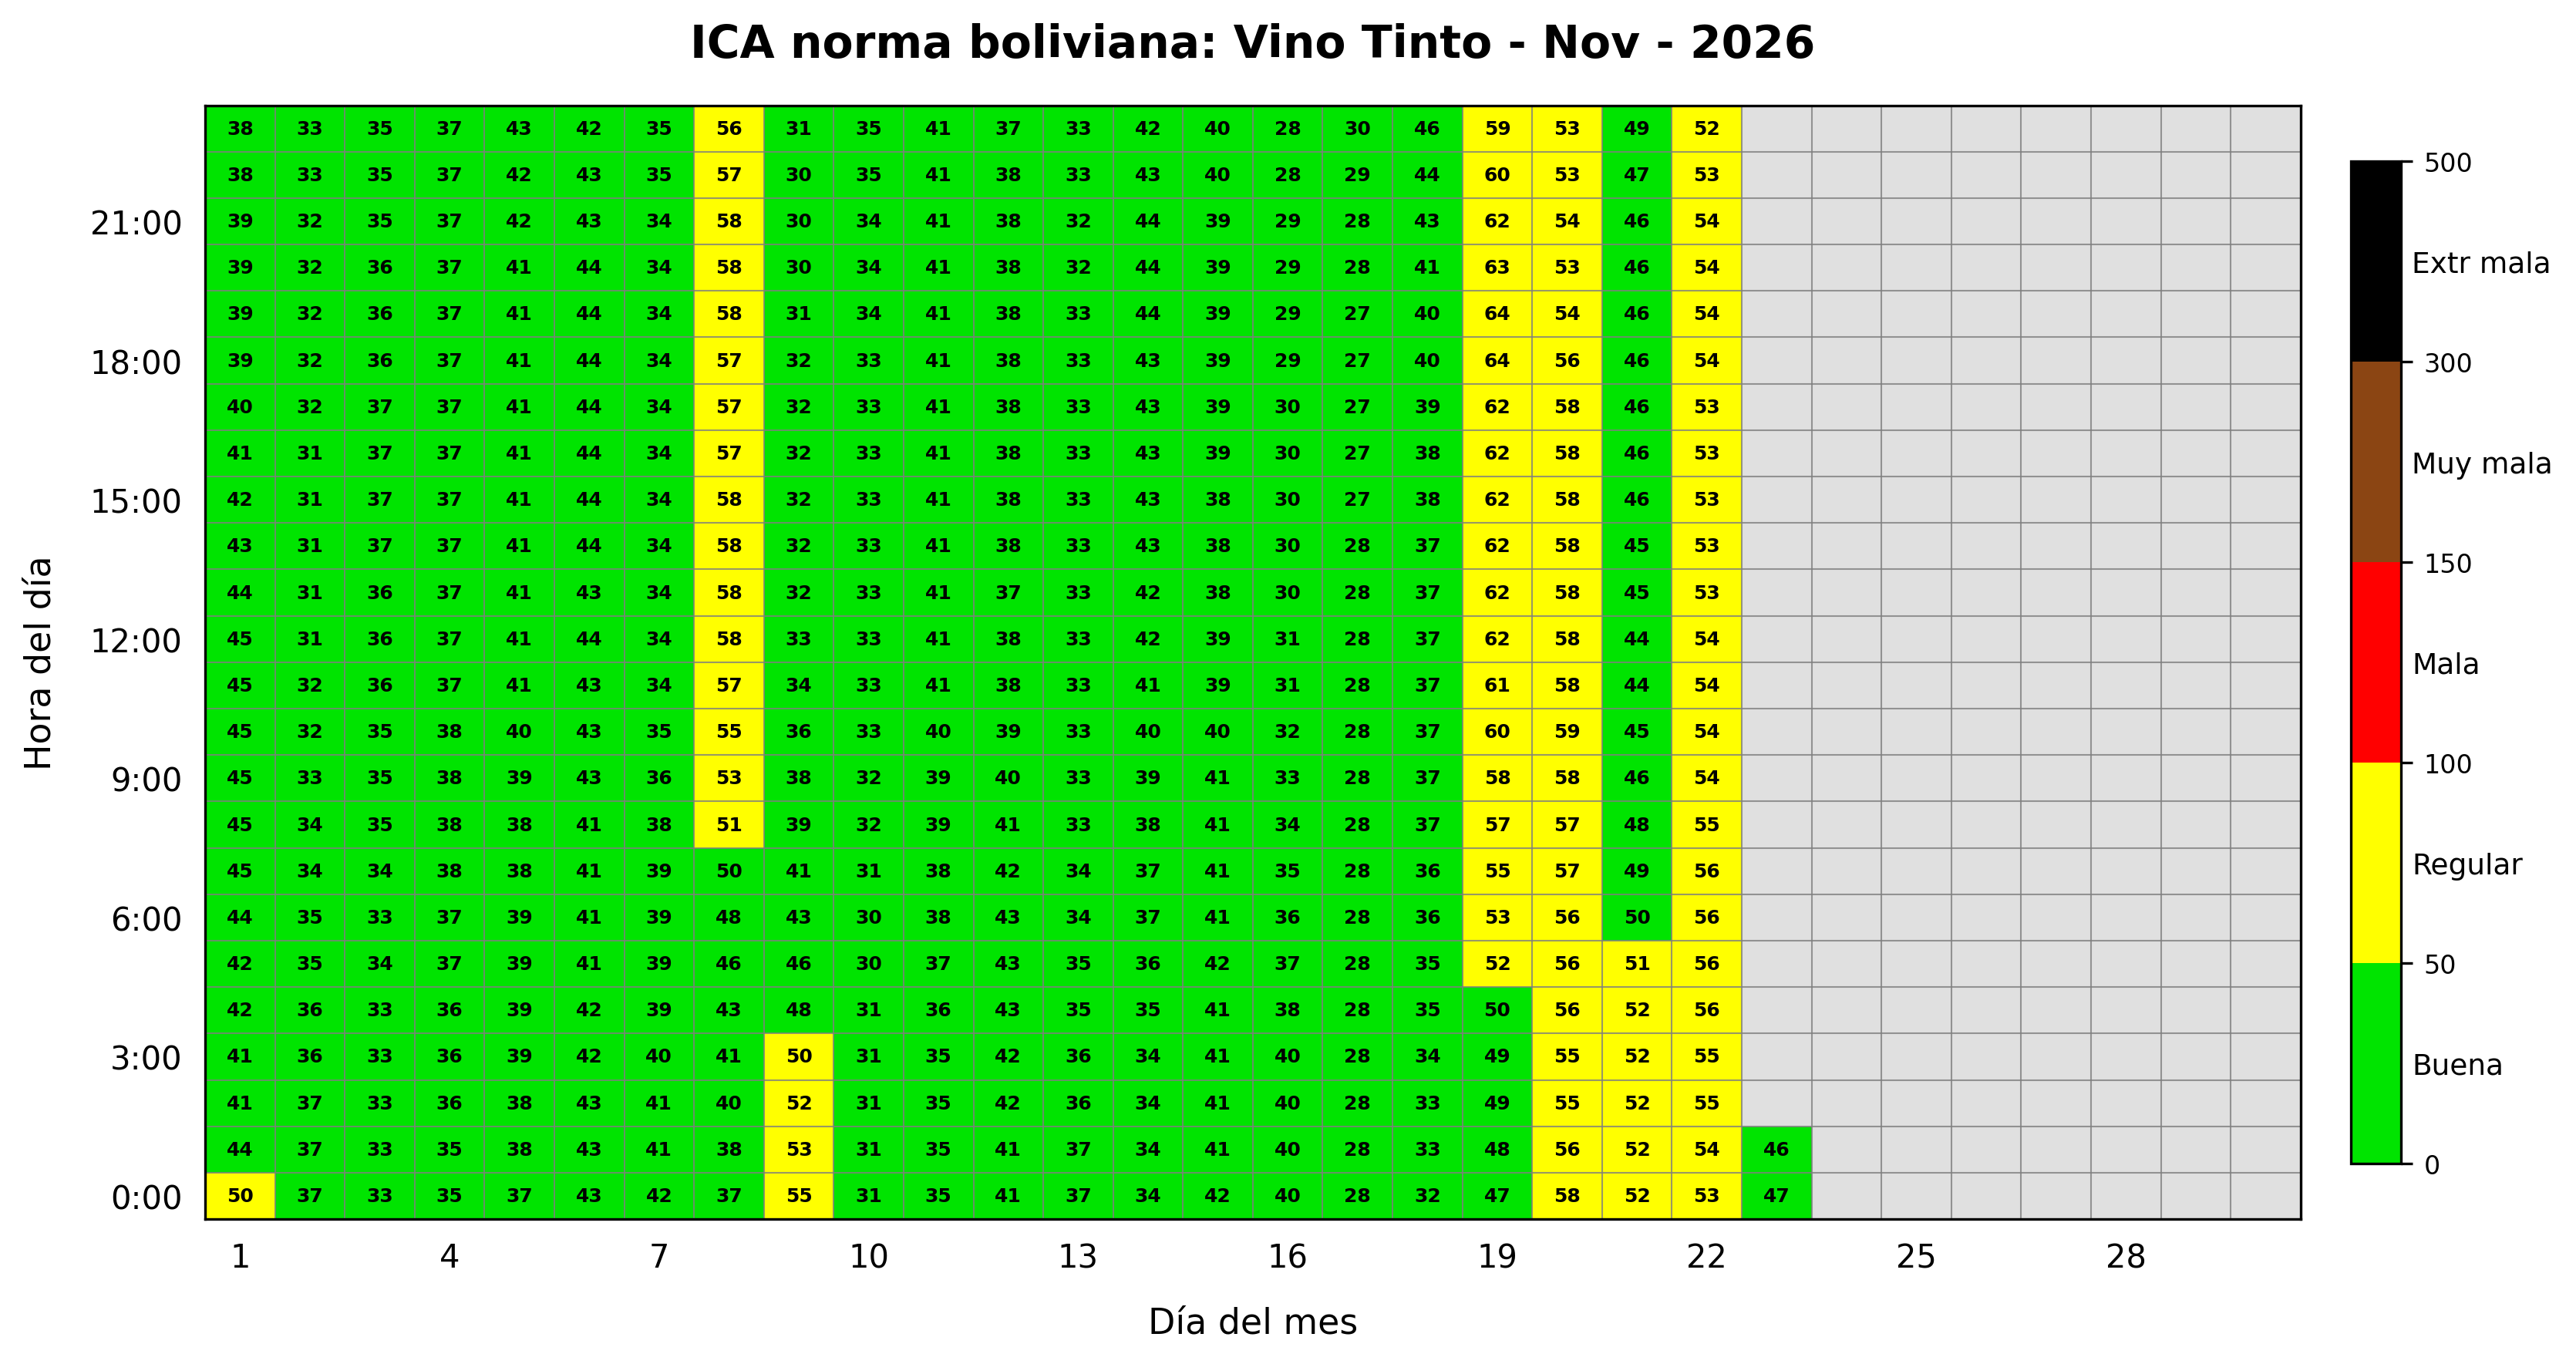 ICA norma boliviana: Vino Tinto - Nov - 2026
38 33 35 37 43 42 35 56 31 35 41 37 33 42 40 28 30 46 59 53 49 52
38 33 35 37 42 43 35 57 30 35 41 38 33 43 40 28 29 44 60 53 47 53
21:00 39 32 35 37 42 43 34 58 30 34 41 38 32 44 39 29 28 43 62 54 46 54
39 32 36 37 41 44 34 58 30 34 41 38 32 44 39 29 28 41 63 53 46 54
39 32 36 37 41 44 34 58 31 34 41 38 33 44 39 29 27 40 64 54 46 54
18:00 39 32 36 37 41 44 34 57 32 33 41 38 33 43 39 29 27 40 64 56 46 54
40 32 37 37 41 44 34 57 32 33 41 38 33 43 39 30 27 39 62 58 46 53
41 31 37 37 41 44 34 57 32 33 41 38 33 43 39 30 27 38 62 58 46 53
15:00 42 31 37 37 41 44 34 58 32 33 41 38 33 43 38 30 27 38 62 58 46 53
43 31 37 37 41 44 34 58 32 33 41 38 33 43 38 30 28 37 62 58 45 53
44 31 36 37 41 43 34 58 32 33 41 37 33 42 38 30 28 37 62 58 45 53
12:00 45 31 36 37 41 44 34 58 33 33 41 38 33 42 39 31 28 37 62 58 44 54
45 32 36 37 41 43 34 57 34 33 41 38 33 41 39 31 28 37 61 58 44 54
45 32 35 38 40 43 35 55 36 33 40 39 33 40 40 32 28 37 60 59 45 54
9:00 45 33 35 38 39 43 36 53 38 32 39 40 33 39 41 33 28 37 58 58 46 54
45 34 35 38 38 41 38 51 39 32 39 41 33 38 41 34 28 37 57 57 48 55
45 34 34 38 38 41 39 50 41 31 38 42 34 37 41 35 28 36 55 57 49 56
6:00 44 35 33 37 39 41 39 48 43 30 38 43 34 37 41 36 28 36 53 56 50 56
42 35 34 37 39 41 39 46 46 30 37 43 35 36 42 37 28 35 52 56 51 56
42 36 33 36 39 42 39 43 48 31 36 43 35 35 41 38 28 35 50 56 52 56
3:00 41 36 33 36 39 42 40 41 50 31 35 42 36 34 41 40 28 34 49 55 52 55
41 37 33 36 38 43 41 40 52 31 35 42 36 34 41 40 28 33 49 55 52 55
44 37 33 35 38 43 41 38 53 31 35 41 37 34 41 40 28 33 48 56 52 54 46
0:00 50 37 33 35 37 43 42 37 55 31 35 41 37 34 42 40 28 32 47 58 52 53 47
1 4 7 10 13 16 19 22 25 28
Día del mes
Hora del día
500
Extr mala
300
Muy mala
150
Mala
100
Regular
50
Buena
0